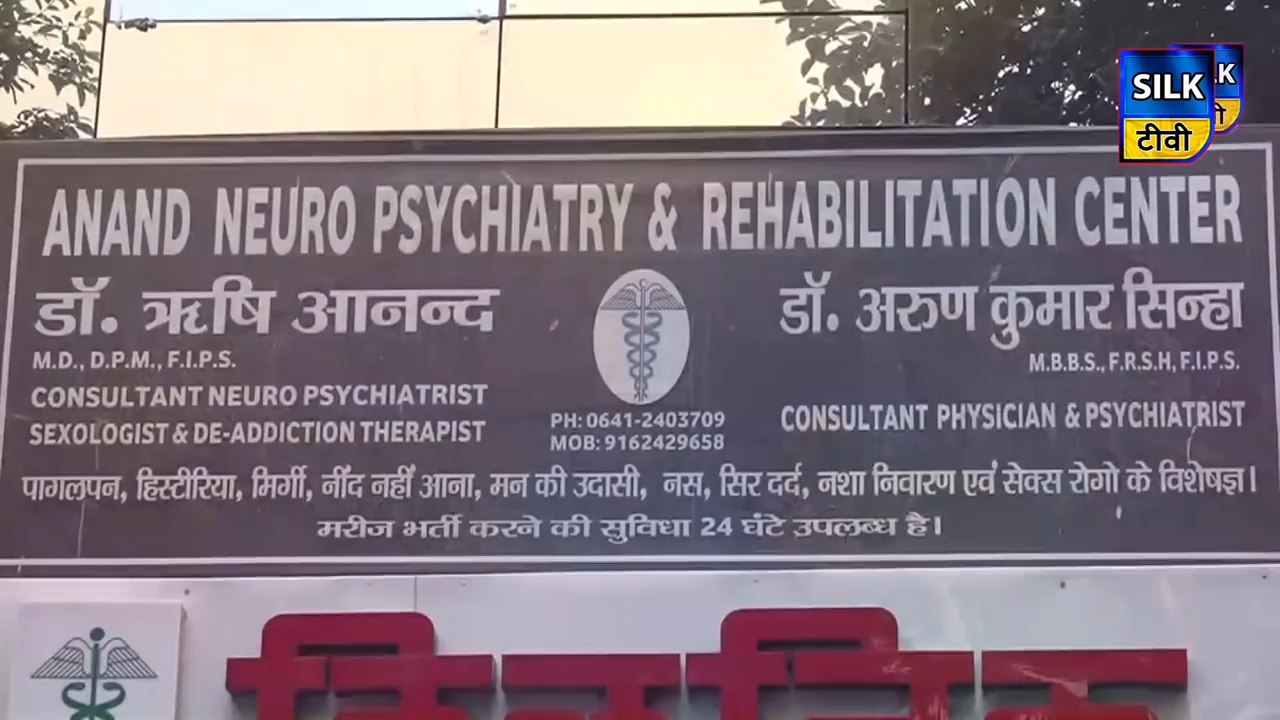 SILK
टीवी
ANAND NEURO PSYCHIATRY & REHABILITATION CENTER
डॉ. ऋषि आनन्द
M.D., D.P.M., F.I.P.S.
CONSULTANT NEURO PSYCHIATRIST
SEXOLOGIST & DE-ADDICTION THERAPIST
PH: 0641-2403709
MOB: 9162429658
डॉ. अरुण कुमार सिन्हा
M.B.B.S., F.R.S.H, F.I.P.S.
CONSULTANT PHYSICIAN & PSYCHIATRIST
पागलपन, हिस्टीरिया, मिर्गी, नींद नहीं आना, मन की उदासी, नस, सिर दर्द, नशा निवारण एवं सेक्स रोगो के विशेषज्ञ।
मरीज भर्ती करने की सुविधा 24 घंटे उपलब्ध है।